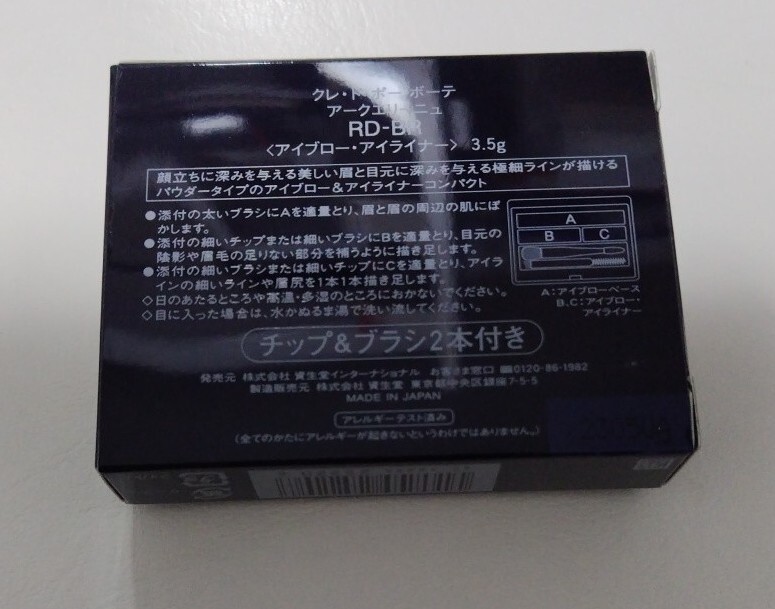 クレ・ド・ポー ボーテ
アークエリーニュ
RD-BR
〈アイブロー・アイライナー〉 3.5g
顔立ちに深みを与える美しい眉と目元に深みを与える極細ラインが描ける
パウダータイプのアイブロー&アイライナーコンパクト
●添付の太いブラシにAを適量とり、眉と眉の周辺の肌にぼ
かします。
●添付の細いチップまたは細いブラシにBを適量とり、目元の
陰影や眉毛の足りない部分を補うように描き足します。
●添付の細いブラシまたは細いチップにCを適量とり、アイラ
インの細いラインや眉尻を1本1本描き足します。
◇日のあたるところや高温・多湿のところにおかないでください。
◇目に入った場合は、水かぬるま湯で洗い流してください。
A
B C
A:アイブローベース
B,C:アイブロー・
アイライナー
チップ&ブラシ2本付き
発売元 株式会社 資生堂インターナショナル お客さま窓口 0120-86-1982
製造販売元 株式会社 資生堂 東京都中央区銀座7-5-5
MADE IN JAPAN
アレルギーテスト済み
(全てのかたにアレルギーが起きないというわけではありません。)